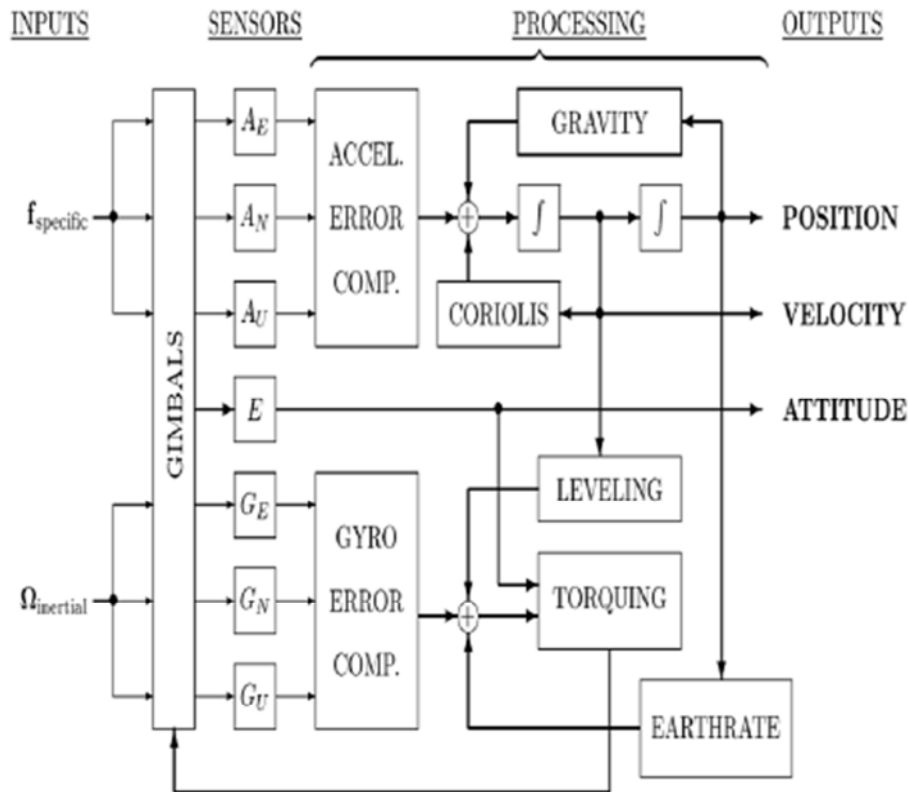 INPUTS SENSORS PROCESSING OUTPUTS
A_E
ACCEL.
ERROR
COMP.
GRAVITY
f_specific
A_N
+
∫
∫
POSITION
A_U
CORIOLIS
VELOCITY
GIMBALS
E
ATTITUDE
LEVELING
G_E
GYRO
ERROR
COMP.
Ω_inertial
G_N
+
TORQUING
G_U
EARTHRATE